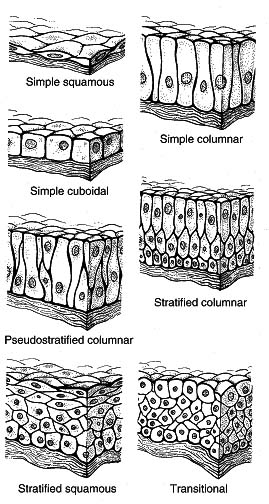 Simple squamous
Simple columnar
Simple cuboidal
Stratified columnar
Pseudostratified columnar
Stratified squamous
Transitional